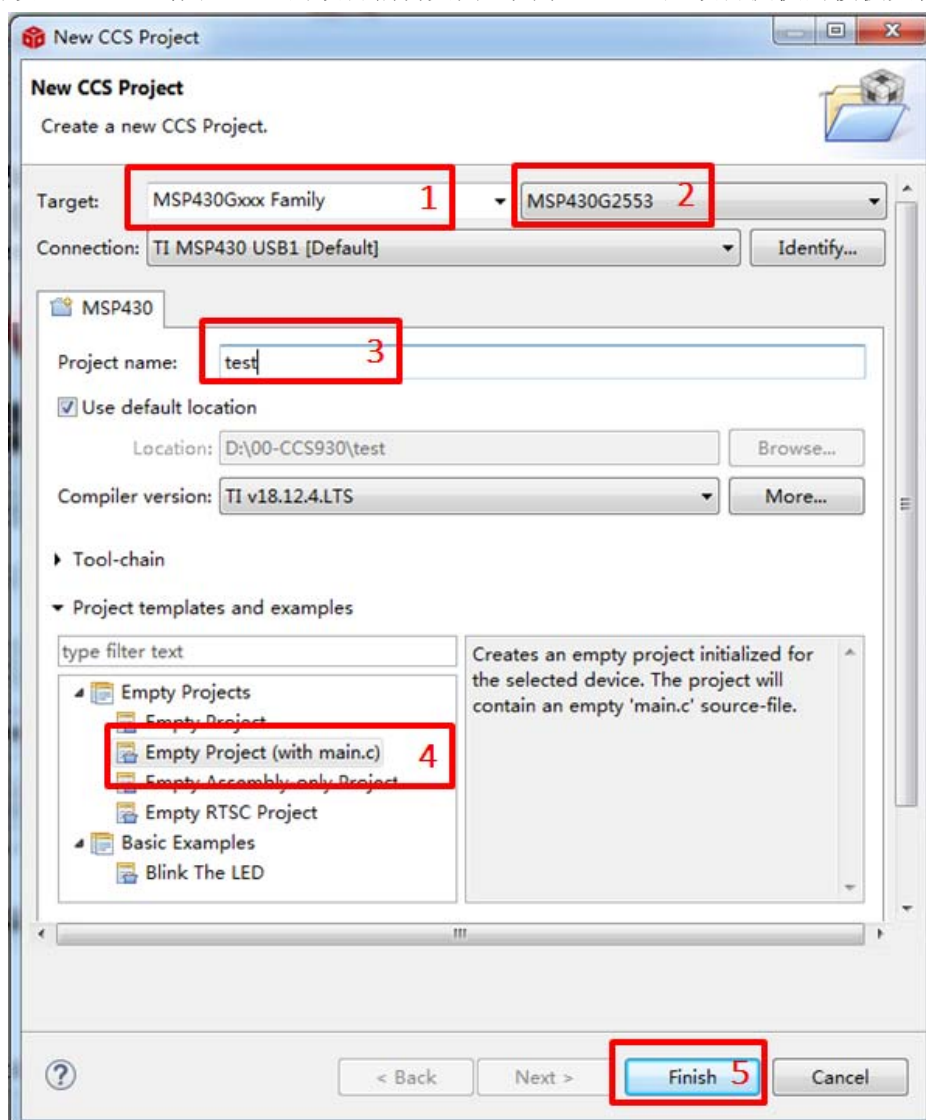 New CCS Project
New CCS Project
Create a new CCS Project.
Target: MSP430Gxxx Family 1 MSP430G2553 2
Connection: TI MSP430 USB1 [Default] Identify...
MSP430
Project name: test 3
Use default location
Location: D:\00-CCS930\test Browse...
Compiler version: TI v18.12.4.LTS More...
Tool-chain
Project templates and examples
type filter text
Creates an empty project initialized for
the selected device. The project will
contain an empty 'main.c' source-file.
Empty Projects
Empty Project
Empty Project (with main.c) 4
Empty Assembly-only Project
Empty RTSC Project
Basic Examples
Blink The LED
? < Back Next > Finish 5 Cancel